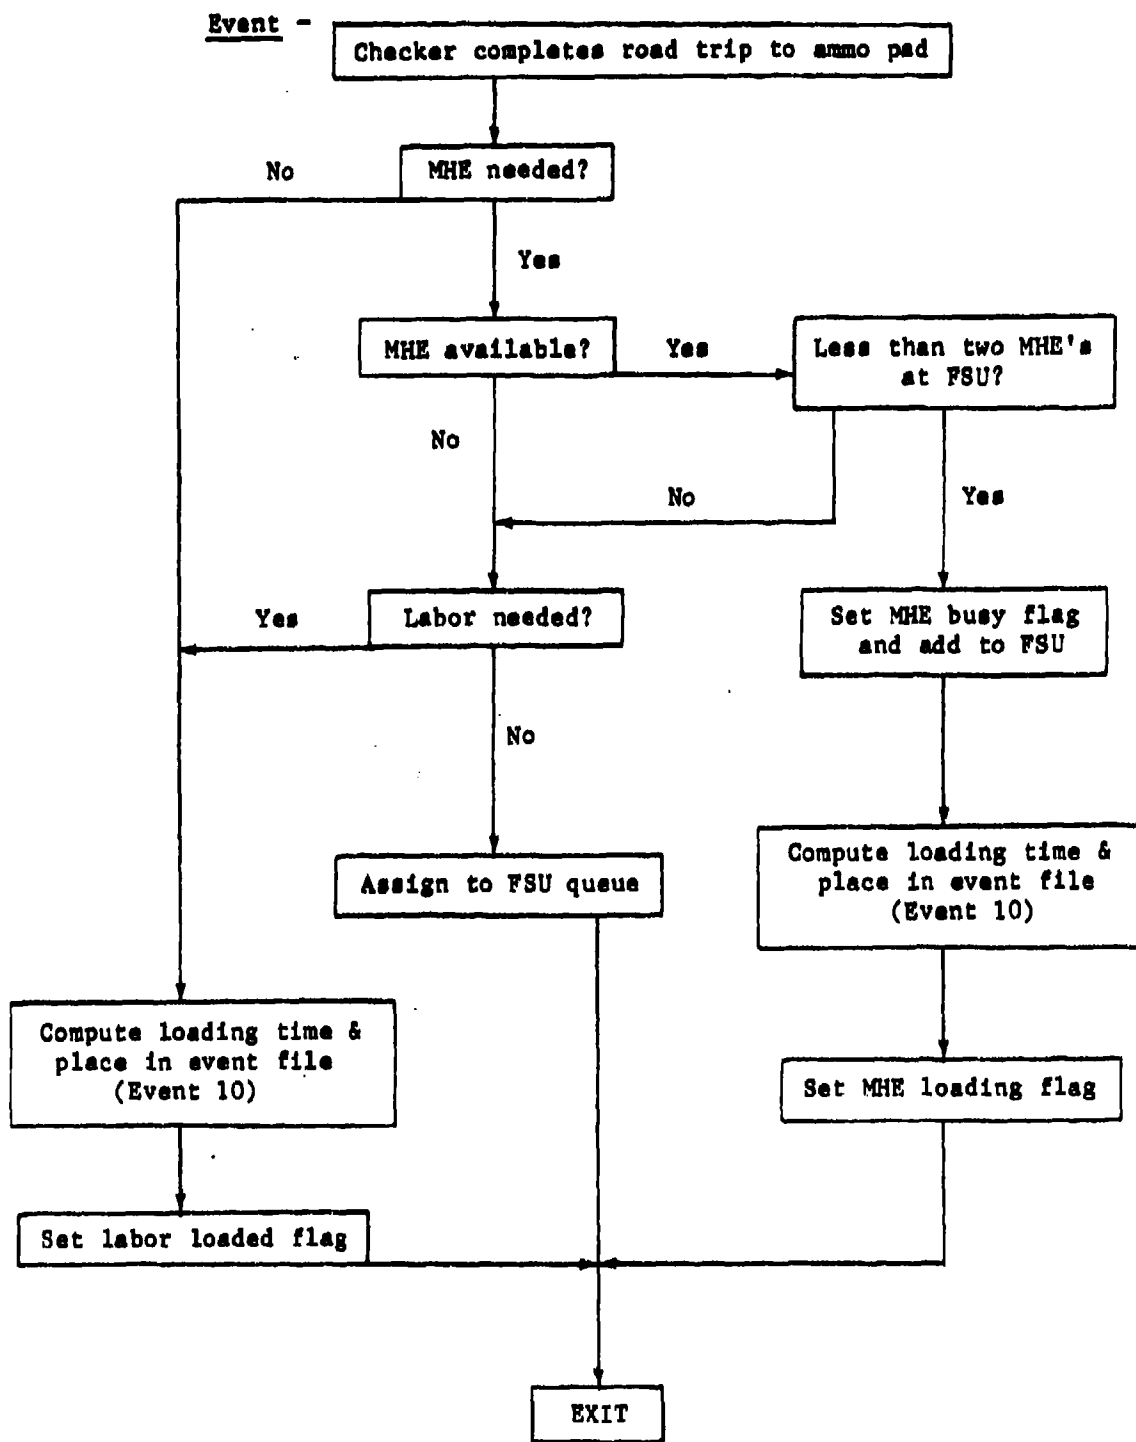 Event -
Checker completes road trip to ammo pad
No
MHE needed?
Yes
MHE available?
Yes
Less than two MHE's
at FSU?
No
No
Yes
Yes
Labor needed?
Set MHE busy flag
and add to FSU
No
Assign to FSU queue
Compute loading time &
place in event file
(Event 10)
Compute loading time &
place in event file
(Event 10)
Set MHE loading flag
Set labor loaded flag
EXIT